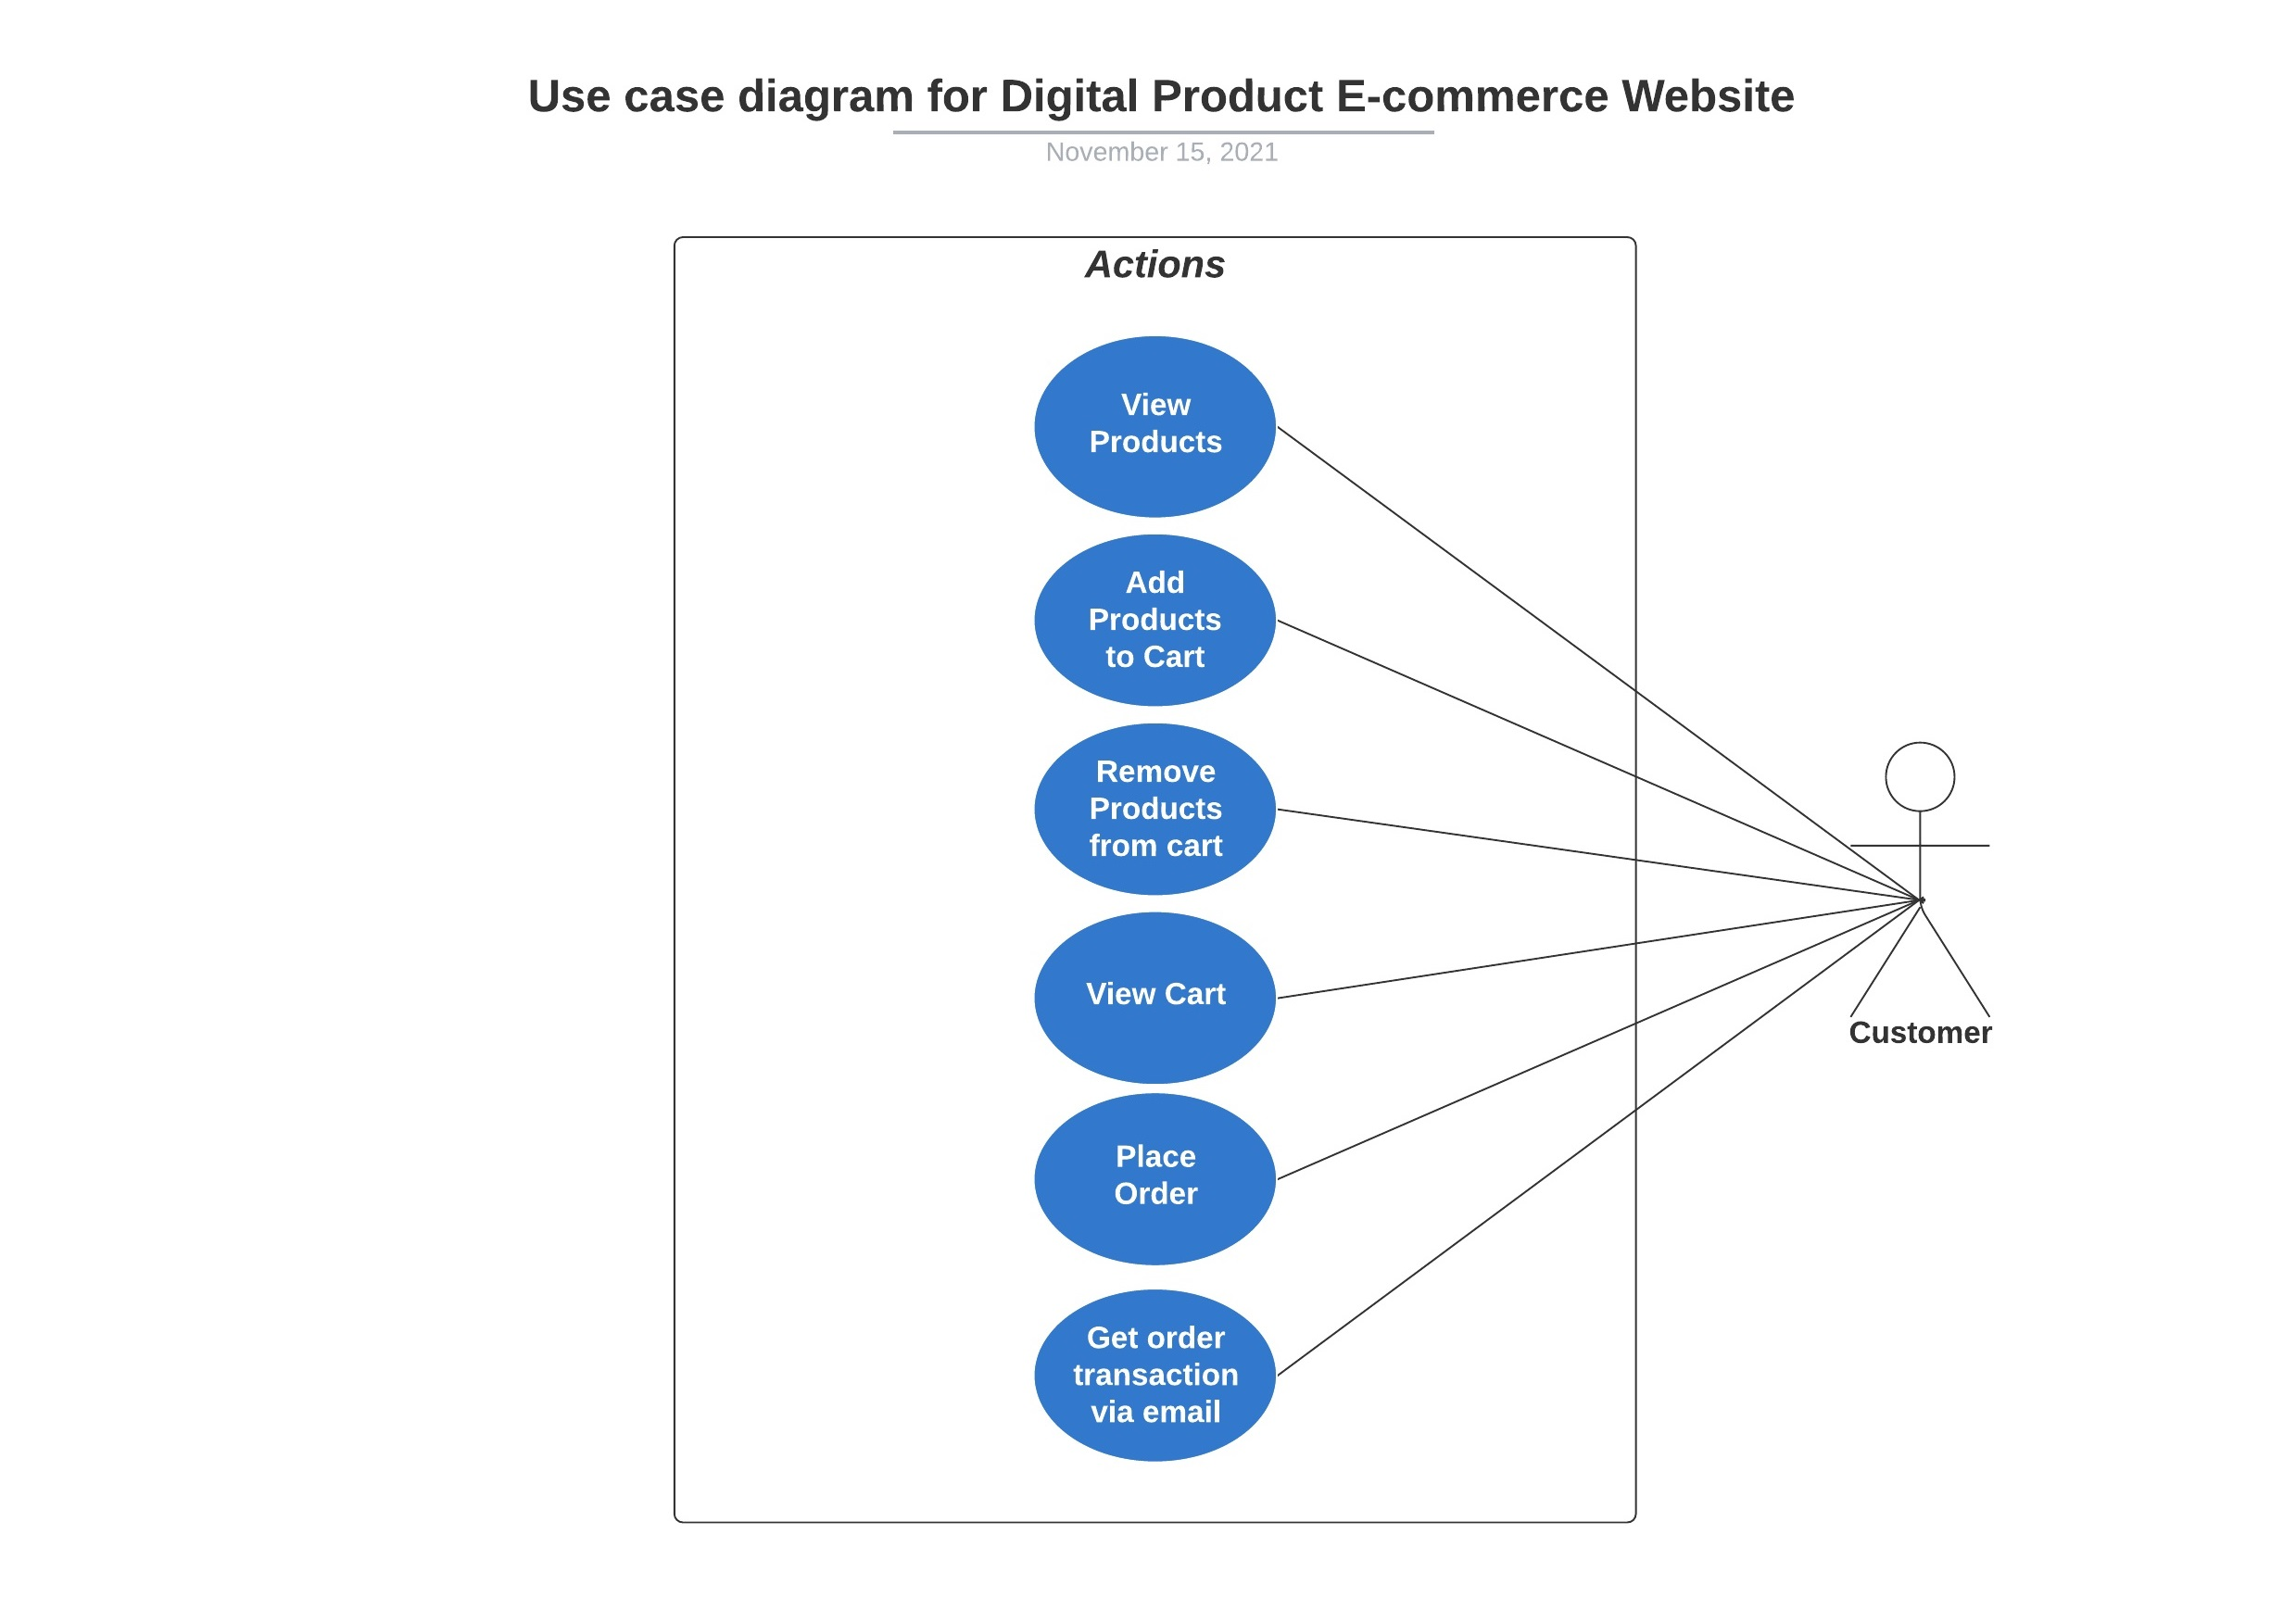 Use case diagram for Digital Product E-commerce Website
November 15, 2021
Actions
View
Products
Add
Products
to Cart
Remove
Products
from cart
View Cart
Place
Order
Get order
transaction
via email
Customer